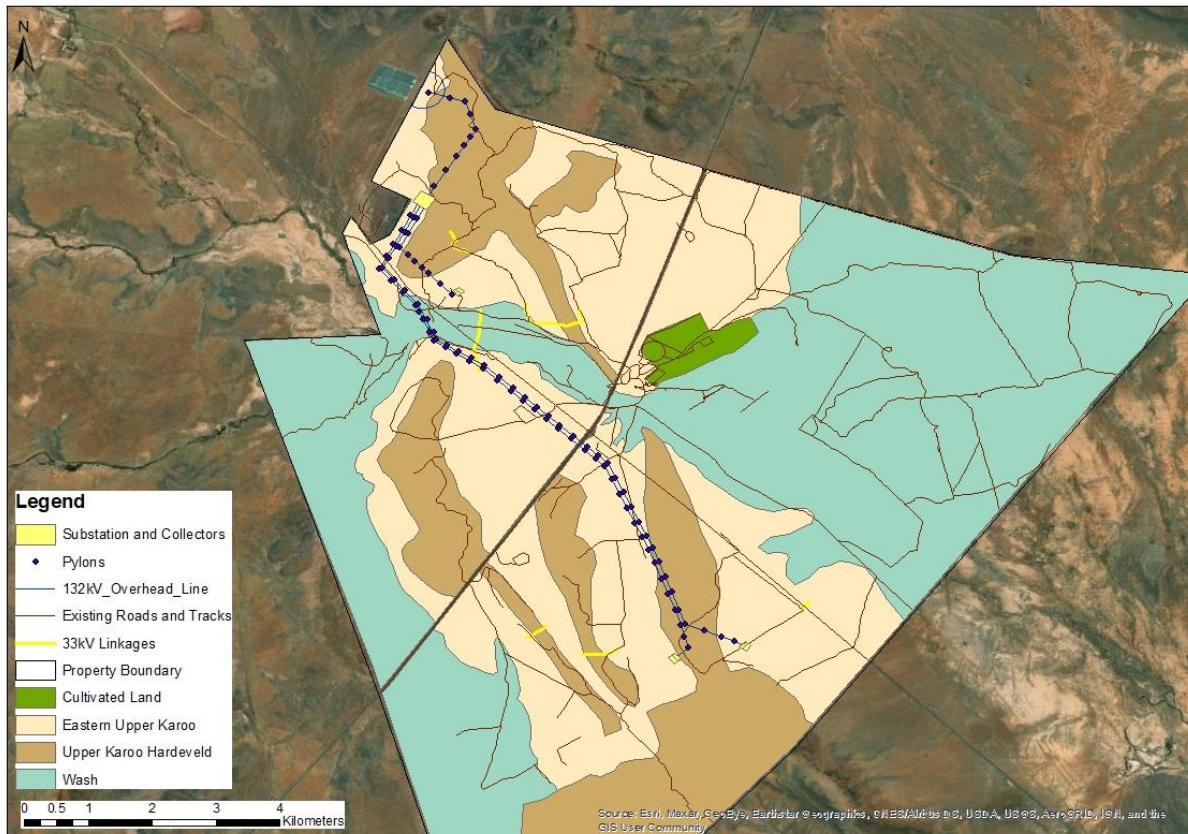 N
Legend
Substation and Collectors
Pylons
132kV_Overhead_Line
Existing Roads and Tracks
33kV Linkages
Property Boundary
Cultivated Land
Eastern Upper Karoo
Upper Karoo Hardeveld
Wash
0 0.5 1 2 3 4
Kilometers
Source: Esri, Maxar, GeoEye, Earthstar Geographics, CNES/Airbus DS, USDA, USGS, AeroGRID, IGN, and the
GIS User Community